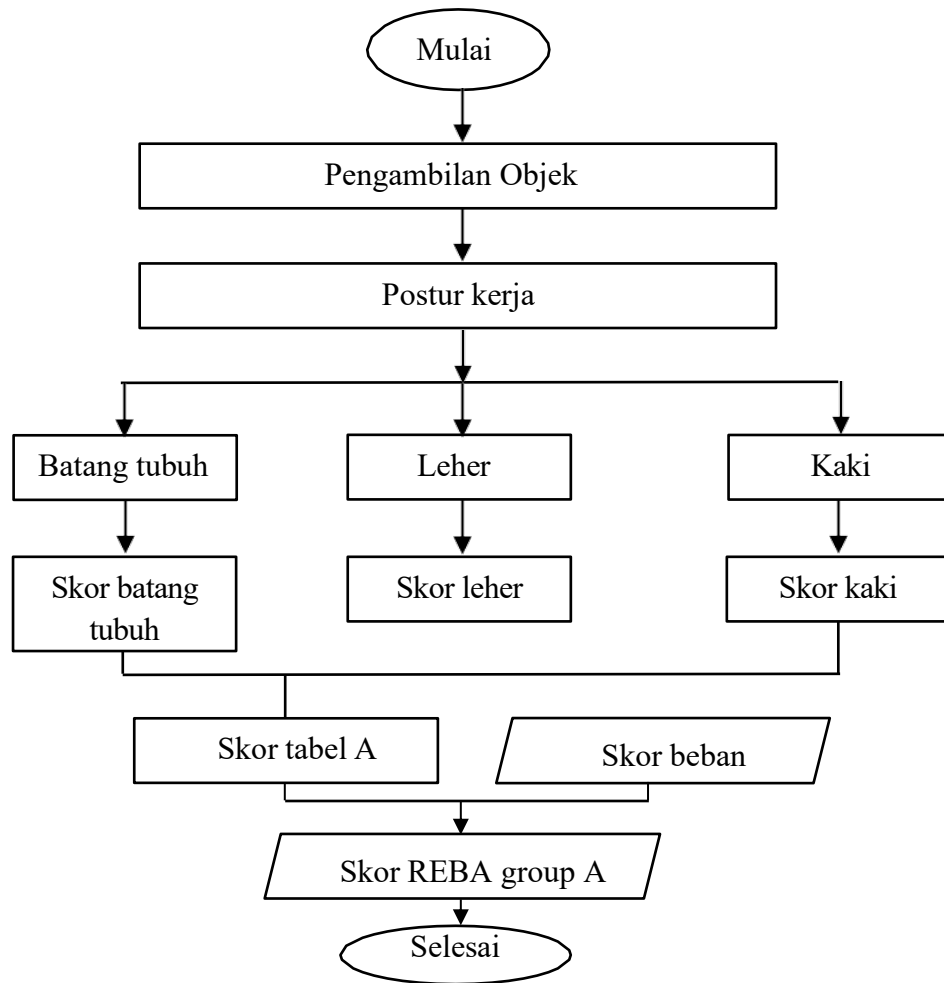 Mulai
Pengambilan Objek
Postur kerja
Batang tubuh
Leher
Kaki
Skor batang
tubuh
Skor leher
Skor kaki
Skor tabel A
Skor beban
Skor REBA group A
Selesai